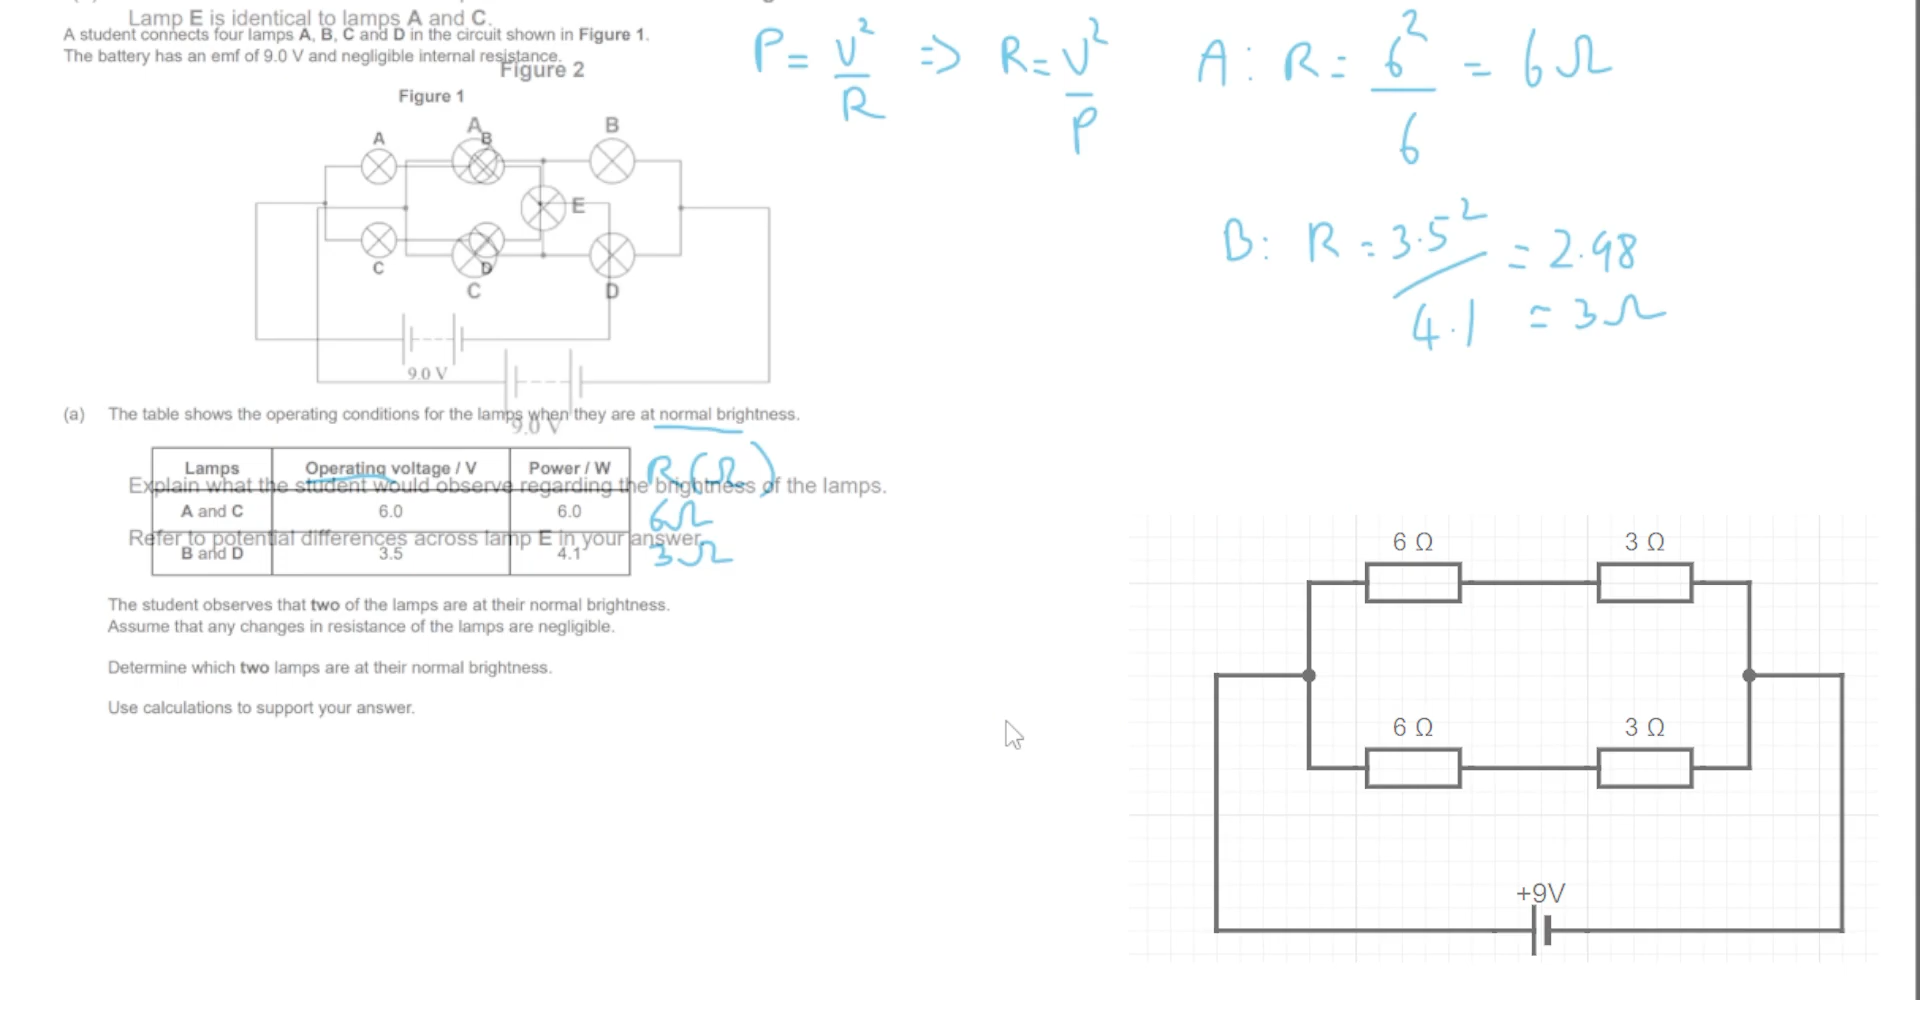 Lamp E is identical to lamps A and C.
A student connects four lamps A, B, C and D in the circuit shown in Figure 1.
The battery has an emf of 9.0 V and negligible internal resistance.
Figure 2
Figure 1
A
B
C
D
A
B
C
D
E
9.0 V
9.0 V
(a) The table shows the operating conditions for the lamps when they are at normal brightness.
Lamps Operating voltage / V Power / W R (Ω)
Explain what the student would observe regarding the brightness of the lamps.
A and C 6.0 6.0 6Ω
Refer to potential differences across lamp E in your answer.
B and D 3.5 4.1 3Ω
The student observes that two of the lamps are at their normal brightness.
Assume that any changes in resistance of the lamps are negligible.
Determine which two lamps are at their normal brightness.
Use calculations to support your answer.
P = V²/R => R = V²/P
A: R = 6²/6 = 6Ω
B: R = 3.5²/4.1 = 2.98
= 3Ω
6 Ω 3 Ω
6 Ω 3 Ω
+9V